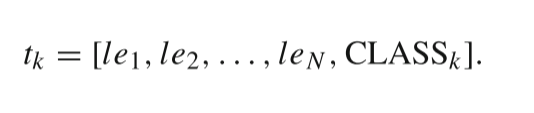 t_k = [le_1, le_2, . . . , le_N, CLASS_k].